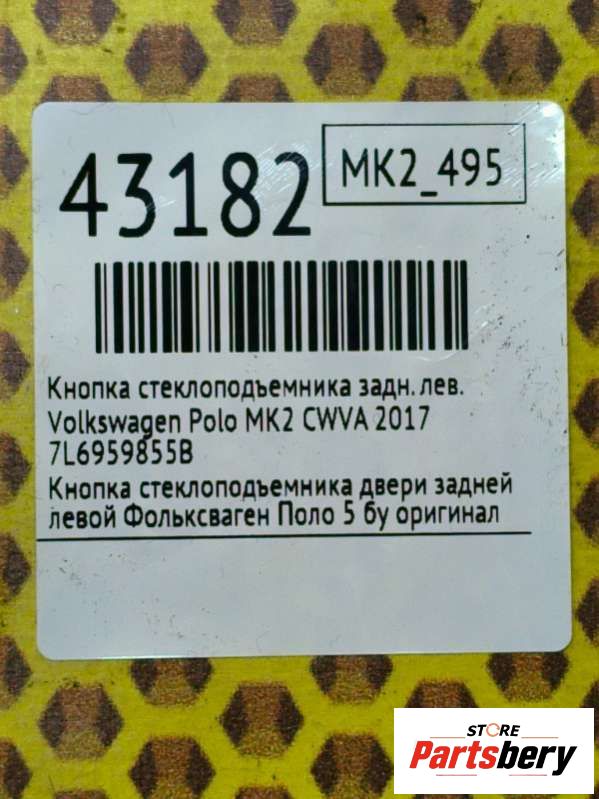 43182
MK2_495
Кнопка стеклоподъемника задн. лев.
Volkswagen Polo MK2 CWVA 2017
7L6959855B
Кнопка стеклоподъемника двери задней
левой Фольксваген Поло 5 бу оригинал
STORE
Partsbery